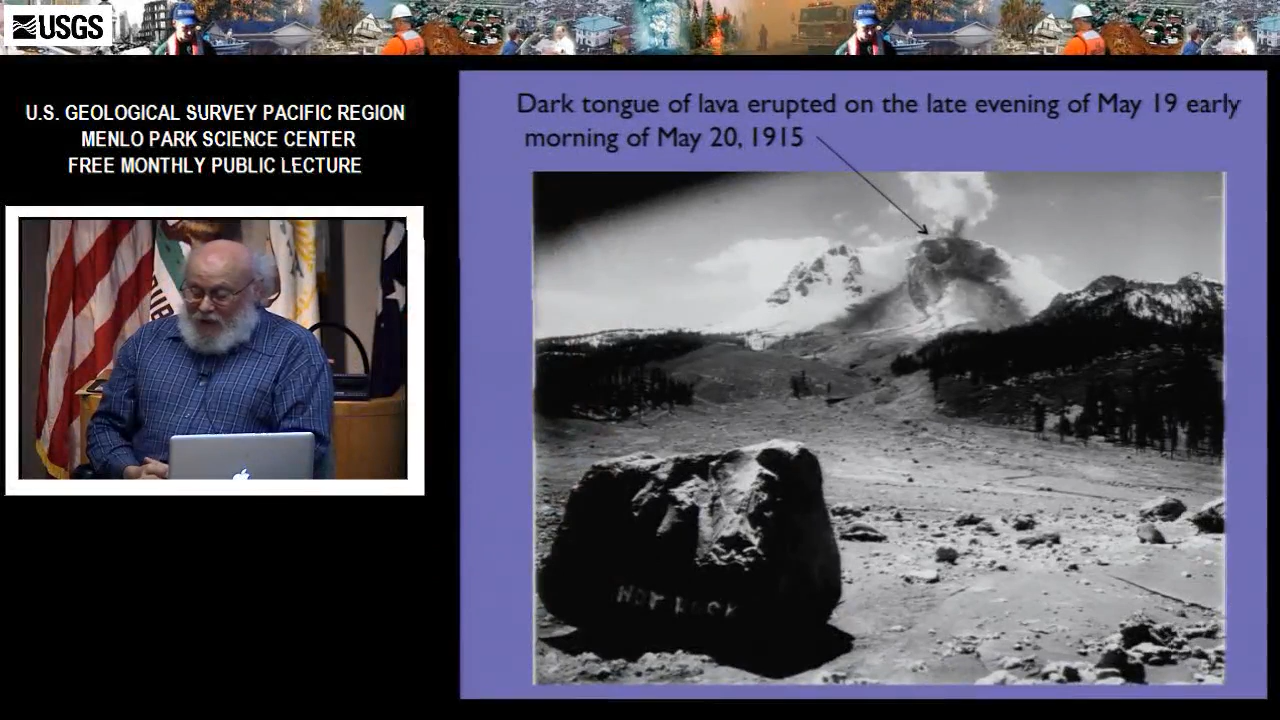 USGS
U.S. GEOLOGICAL SURVEY PACIFIC REGION
MENLO PARK SCIENCE CENTER
FREE MONTHLY PUBLIC LECTURE
Dark tongue of lava erupted on the late evening of May 19 early
morning of May 20, 1915
HOT ROCK